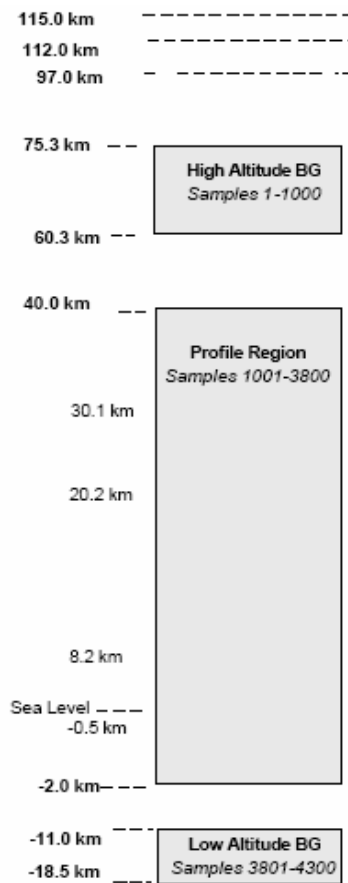 115.0 km
112.0 km
97.0 km
75.3 km
High Altitude BG
Samples 1-1000
60.3 km
40.0 km
Profile Region
Samples 1001-3800
30.1 km
20.2 km
8.2 km
Sea Level
-0.5 km
-2.0 km
-11.0 km
Low Altitude BG
-18.5 km
Samples 3801-4300